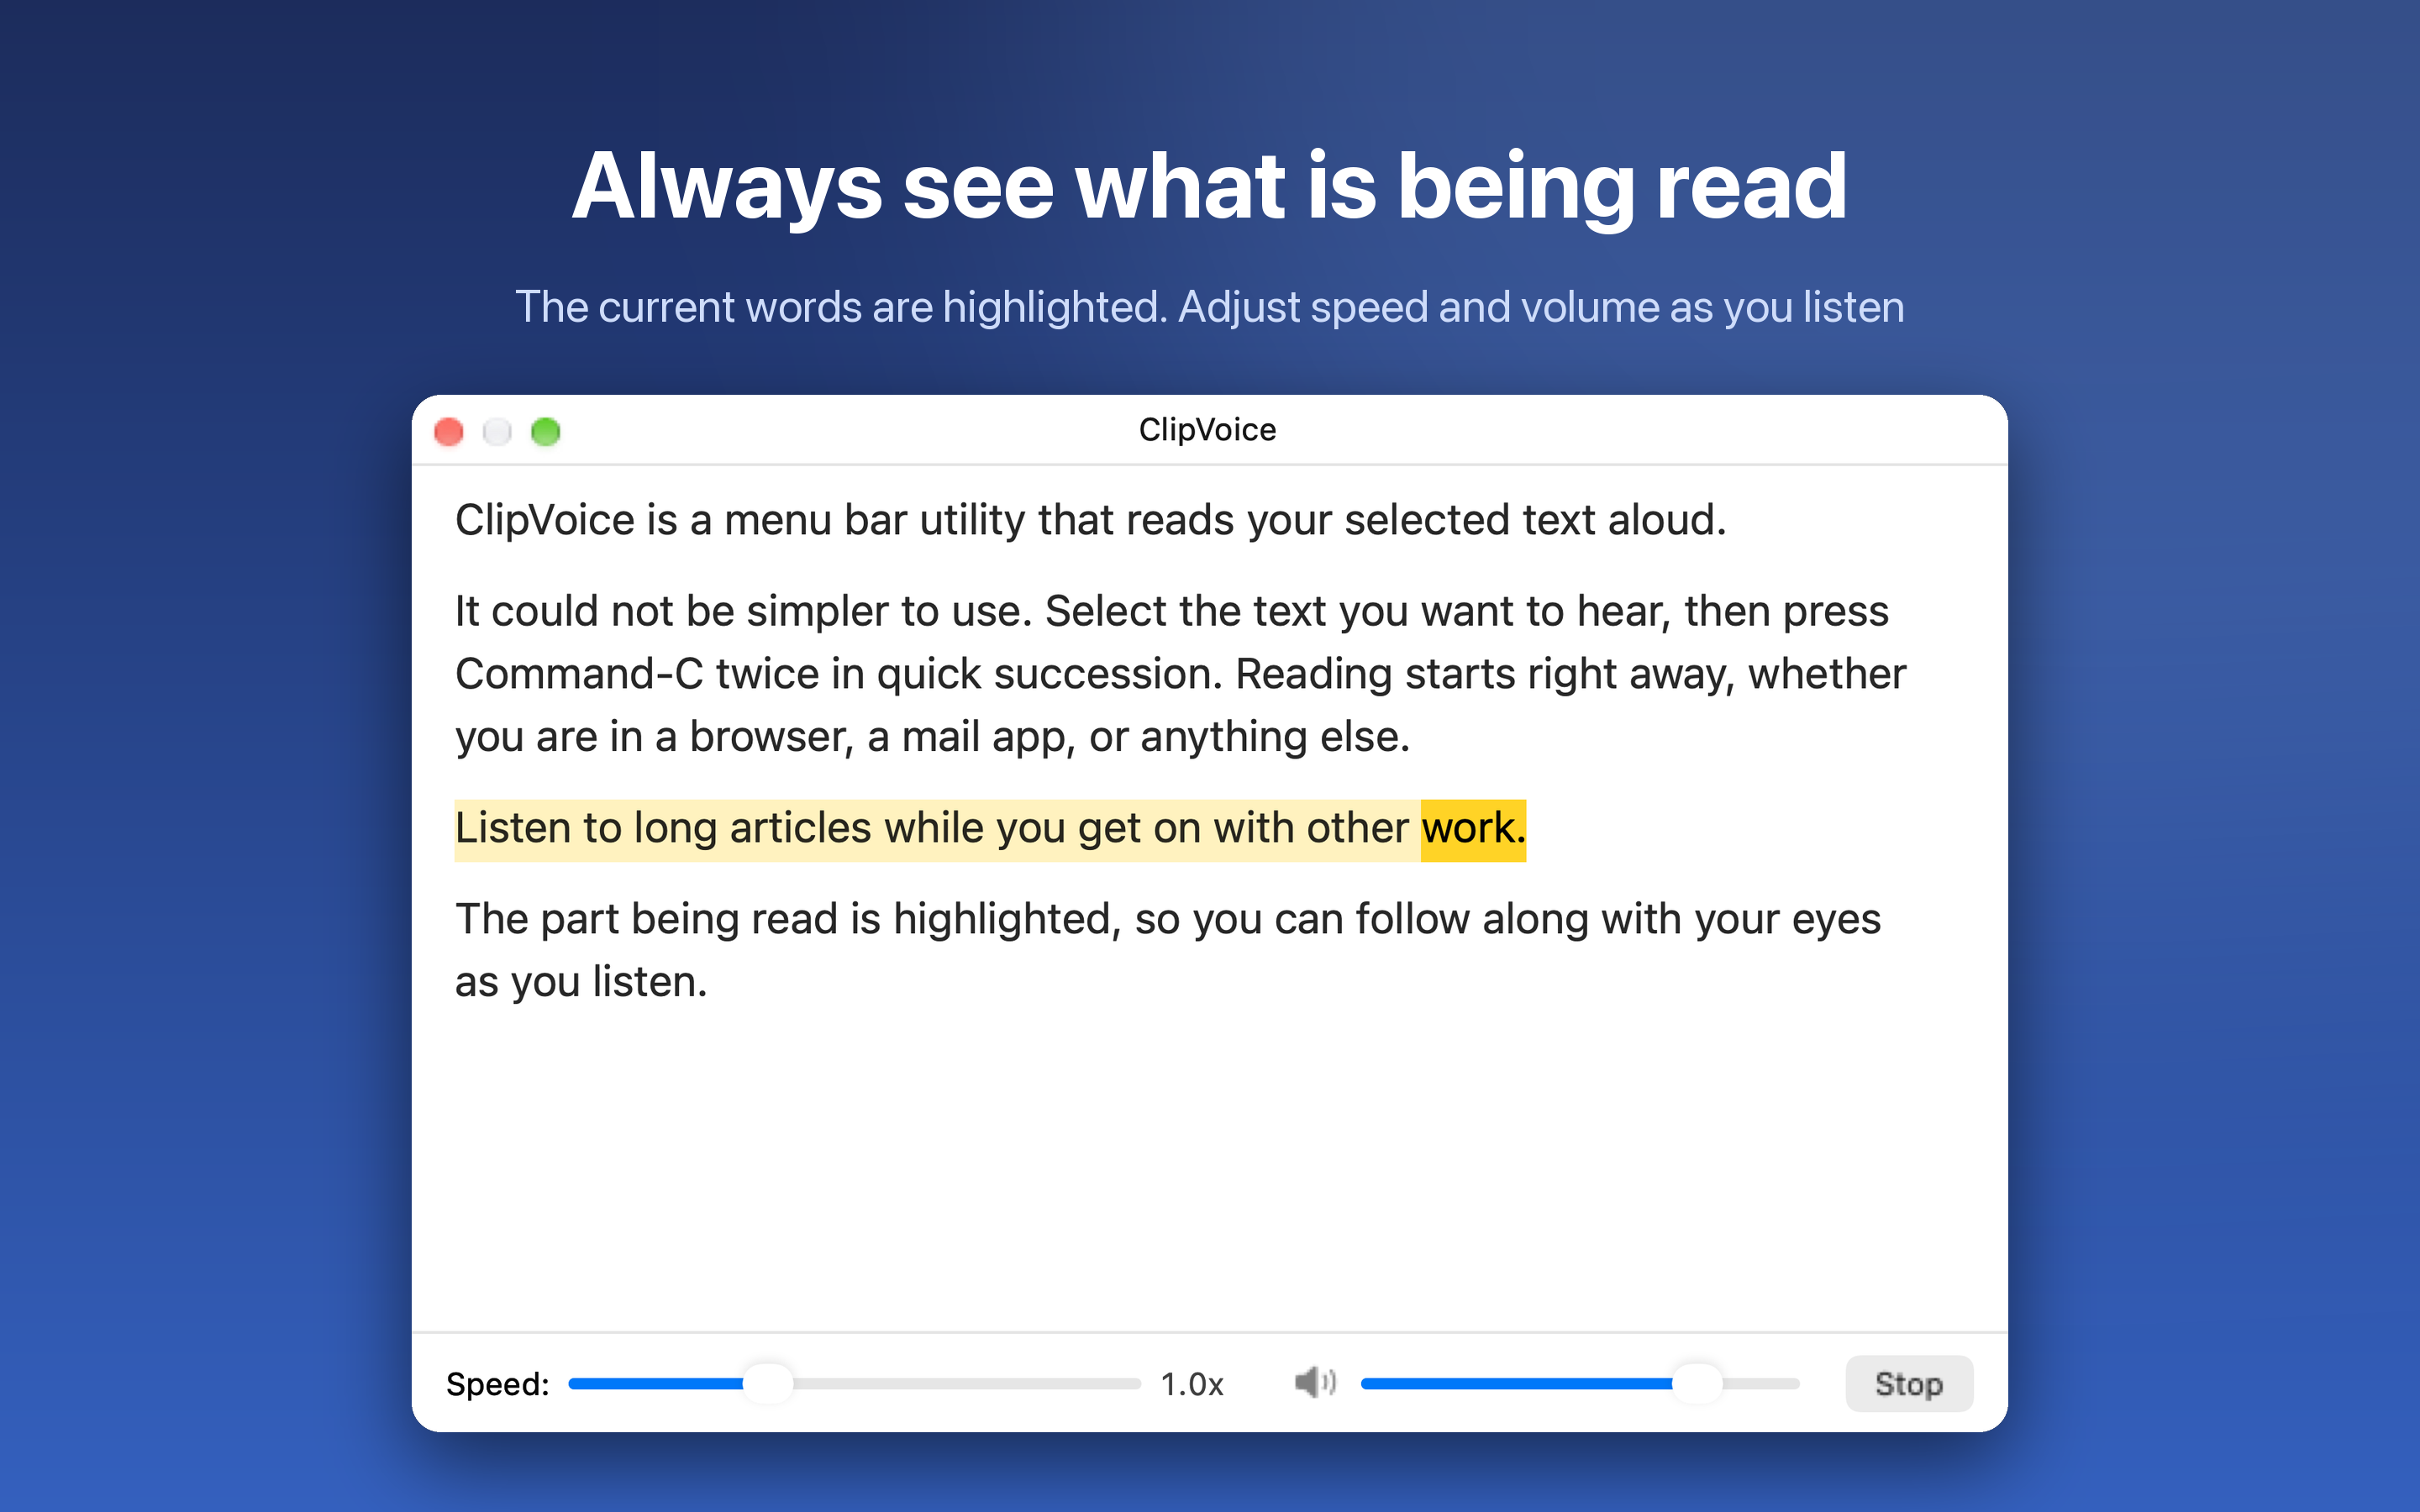 Always see what is being read
The current words are highlighted. Adjust speed and volume as you listen
ClipVoice
ClipVoice is a menu bar utility that reads your selected text aloud.
It could not be simpler to use. Select the text you want to hear, then press
Command-C twice in quick succession. Reading starts right away, whether
you are in a browser, a mail app, or anything else.
Listen to long articles while you get on with other work.
The part being read is highlighted, so you can follow along with your eyes
as you listen.
Speed: 1.0x Stop